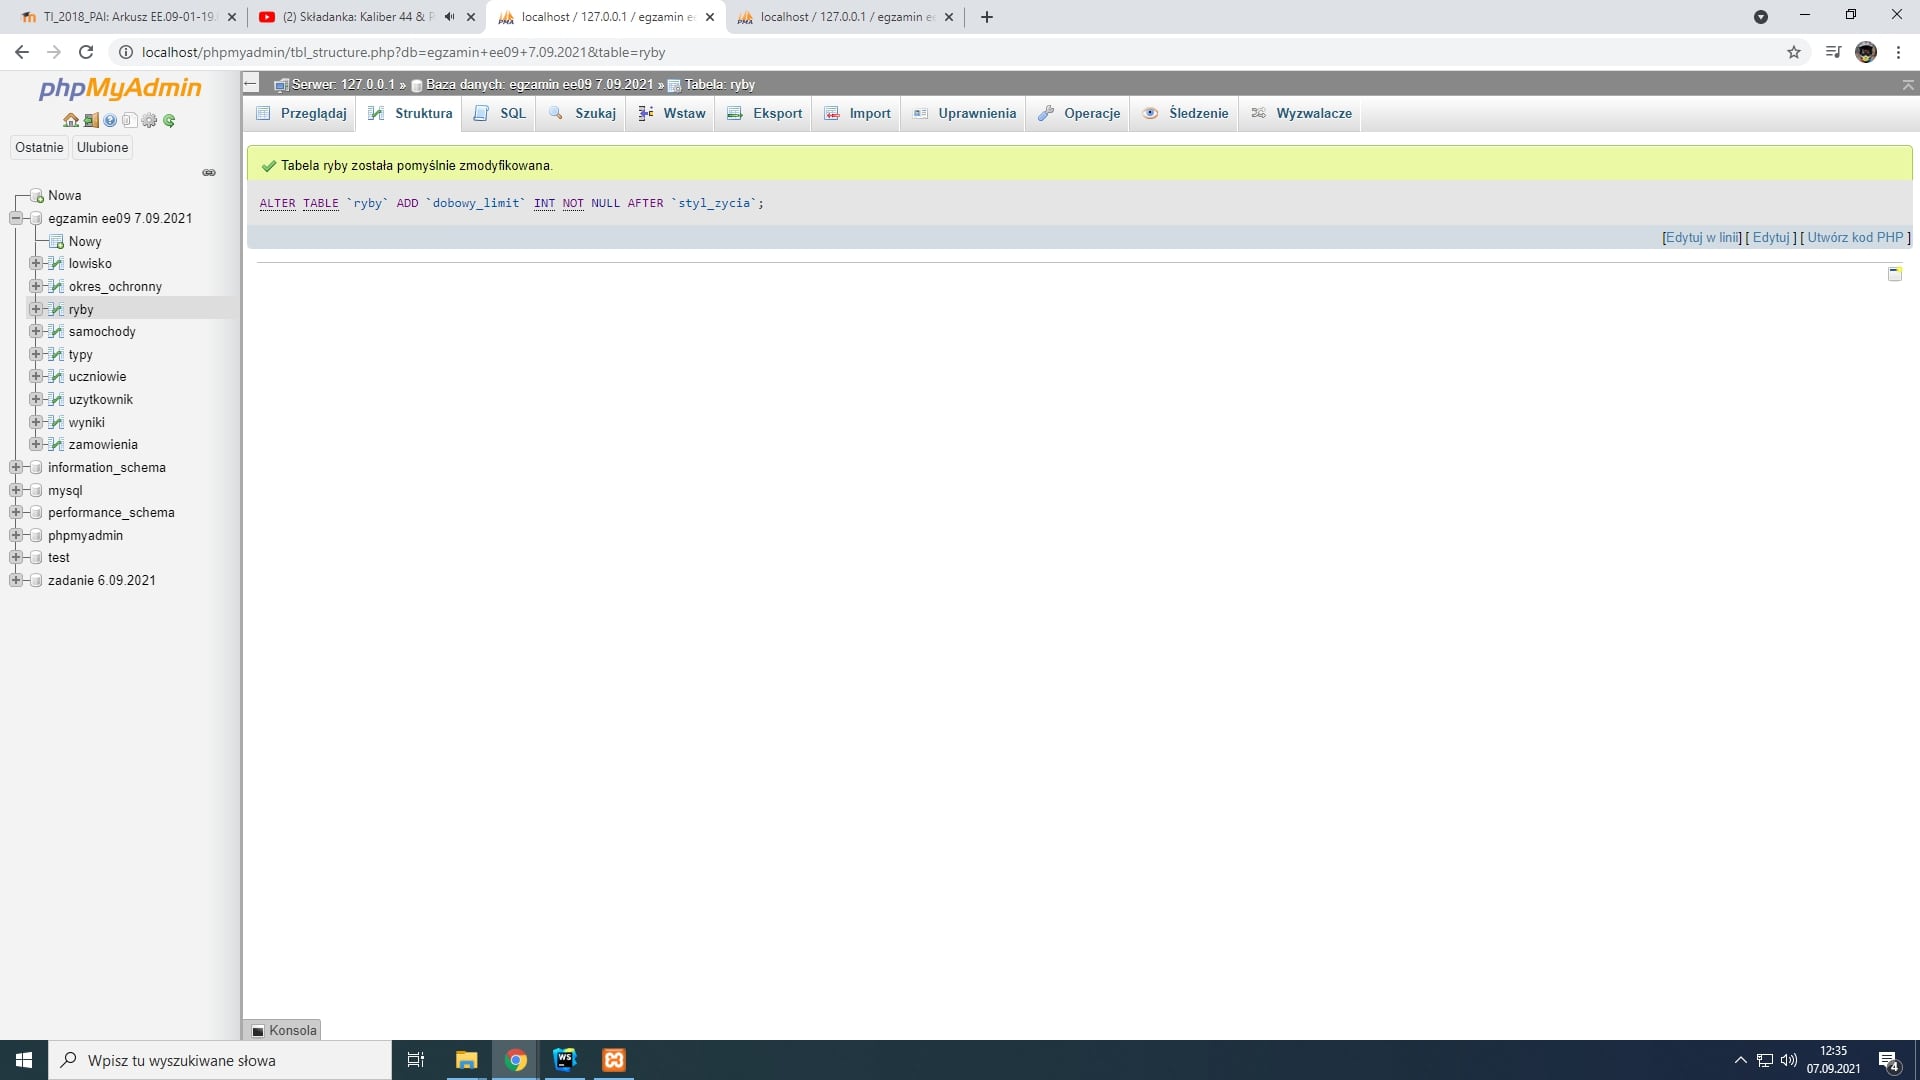 TI_2018_PAI: Arkusz EE.09-01-19.
(2) Składanka: Kaliber 44 & P
localhost / 127.0.0.1 / egzamin ee
localhost / 127.0.0.1 / egzamin ee
localhost/phpmyadmin/tbl_structure.php?db=egzamin+ee09+7.09.2021&table=ryby
phpMyAdmin
Serwer: 127.0.0.1 » Baza danych: egzamin ee09 7.09.2021 » Tabela: ryby
Przeglądaj Struktura SQL Szukaj Wstaw Eksport Import Uprawnienia Operacje Śledzenie Wyzwalacze
Ostatnie Ulubione
Nowa
egzamin ee09 7.09.2021
Nowy
lowisko
okres_ochronny
ryby
samochody
typy
uczniowie
uzytkownik
wyniki
zamowienia
information_schema
mysql
performance_schema
phpmyadmin
test
zadanie 6.09.2021
Tabela ryby została pomyślnie zmodyfikowana.
ALTER TABLE `ryby` ADD `dobowy_limit` INT NOT NULL AFTER `styl_zycia`;
[Edytuj w linii] [ Edytuj ] [ Utwórz kod PHP ]
Konsola
Wpisz tu wyszukiwane słowa
WS
12:35
07.09.2021
4